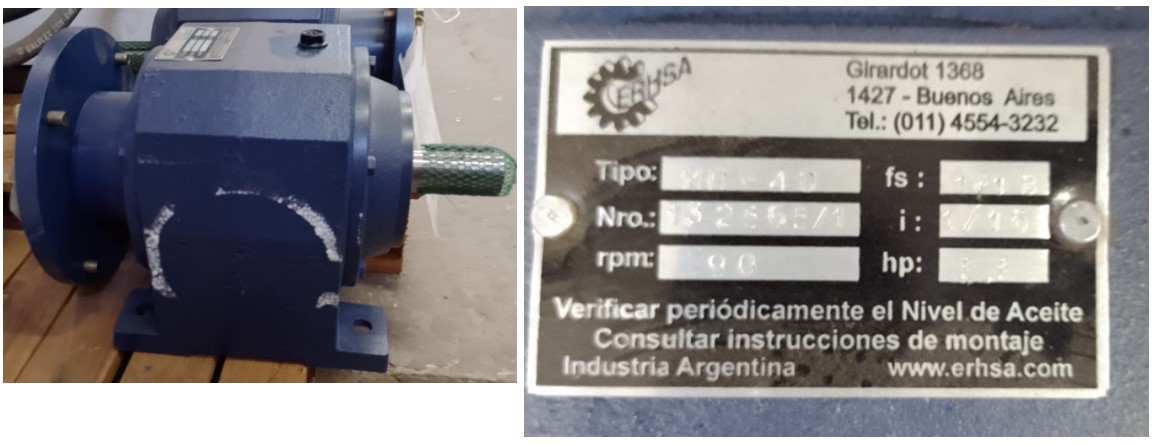 ERHSA
Girardot 1368
1427 - Buenos Aires
Tel.: (011) 4554-3232
Tipo: fs :
Nro.: i :
rpm: 90 hp:
Verificar periódicamente el Nivel de Aceite
Consultar instrucciones de montaje
Industria Argentina www.erhsa.com